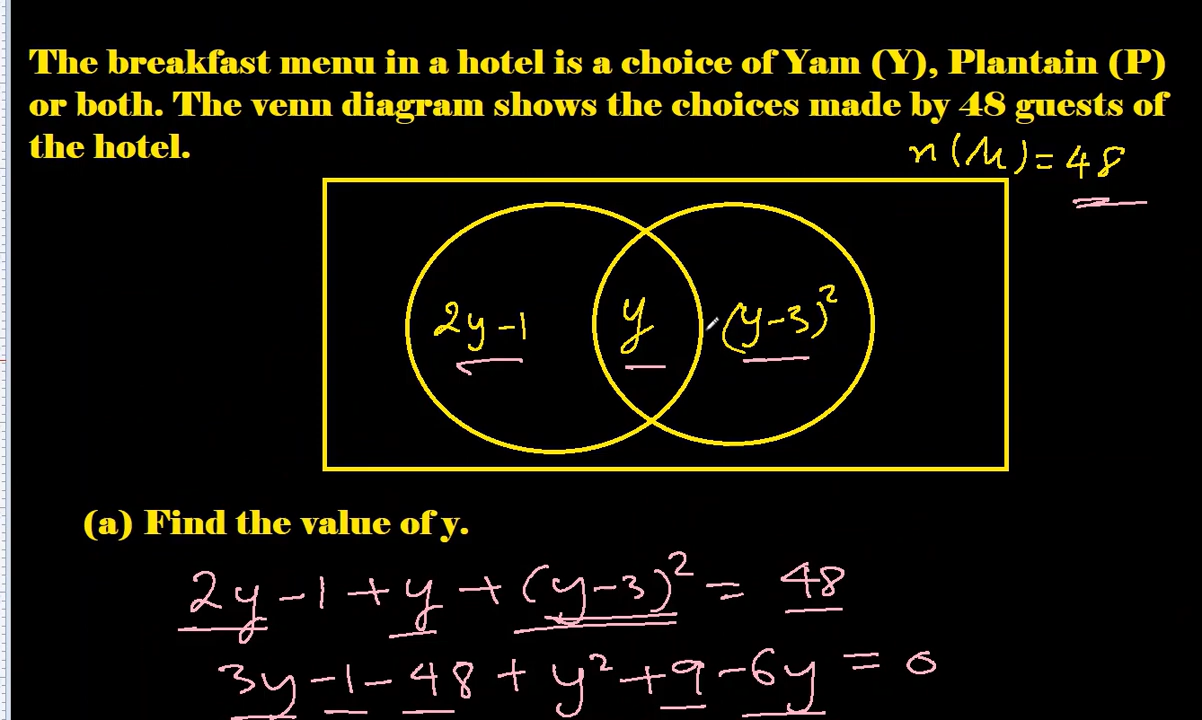 The breakfast menu in a hotel is a choice of Yam (Y), Plantain (P)
or both. The venn diagram shows the choices made by 48 guests of
the hotel.
n(μ) = 48
2y-1 y (y-3)²
(a) Find the value of y.
2y-1+y+(y-3)² = 48
3y-1-48+y²+9-6y = 0